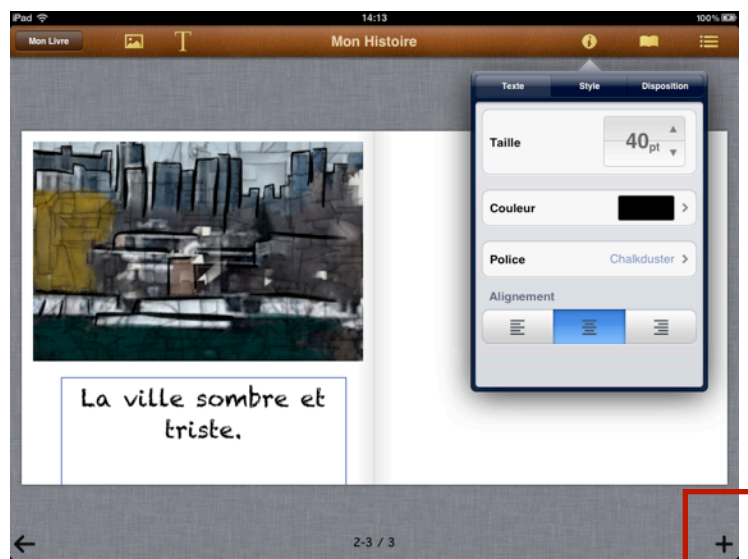 iPad 14:13 100%
Mon Livre T Mon Histoire
Texte Style Disposition
Taille 40pt
Couleur
Police Chalkduster
Alignement
La ville sombre et
triste.
2-3 / 3